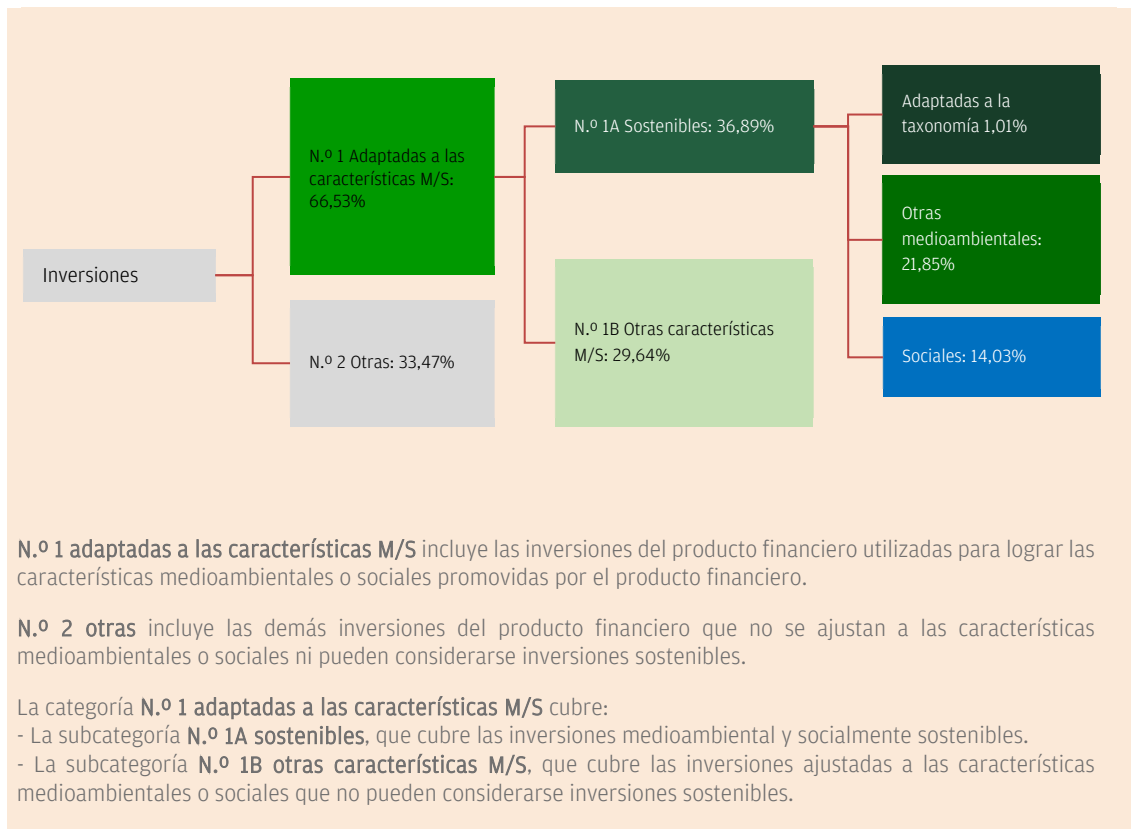 Inversiones
N.º 1 Adaptadas a las
características M/S:
66,53%
N.º 2 Otras: 33,47%
N.º 1A Sostenibles: 36,89%
N.º 1B Otras características
M/S: 29,64%
Adaptadas a la
taxonomía 1,01%
Otras
medioambientales:
21,85%
Sociales: 14,03%
N.º 1 adaptadas a las características M/S incluye las inversiones del producto financiero utilizadas para lograr las
características medioambientales o sociales promovidas por el producto financiero.
N.º 2 otras incluye las demás inversiones del producto financiero que no se ajustan a las características
medioambientales o sociales ni pueden considerarse inversiones sostenibles.
La categoría N.º 1 adaptadas a las características M/S cubre:
- La subcategoría N.º 1A sostenibles, que cubre las inversiones medioambiental y socialmente sostenibles.
- La subcategoría N.º 1B otras características M/S, que cubre las inversiones ajustadas a las características
medioambientales o sociales que no pueden considerarse inversiones sostenibles.